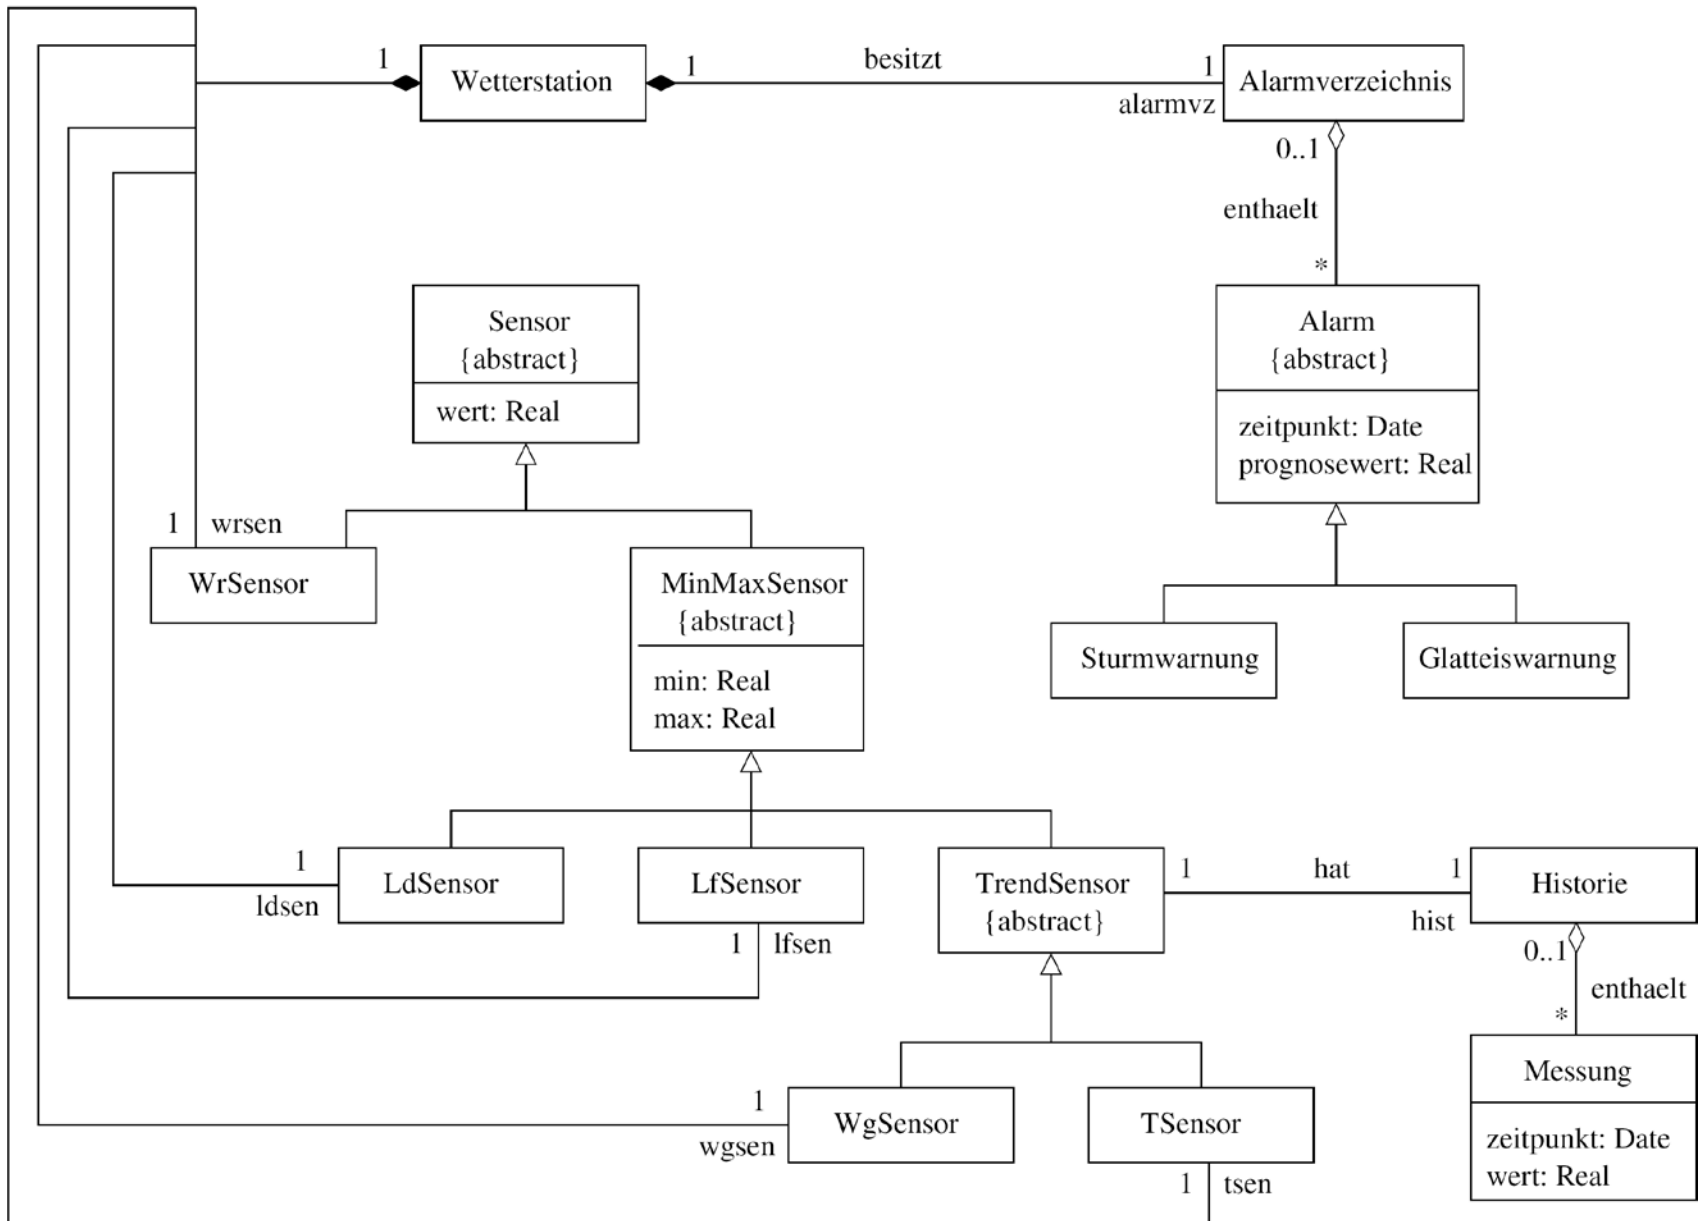 1
Wetterstation
1
besitzt
1
alarmvz
Alarmverzeichnis
0..1
enthaelt
*
Sensor
{abstract}
wert: Real
Alarm
{abstract}
zeitpunkt: Date
prognosewert: Real
1 wrsen
WrSensor
MinMaxSensor
{abstract}
min: Real
max: Real
Sturmwarnung
Glatteiswarnung
1
ldsen
LdSensor
LfSensor
1 lfsen
TrendSensor
{abstract}
1
hat
1
hist
Historie
0..1
enthaelt
*
Messung
zeitpunkt: Date
wert: Real
1
wgsen
WgSensor
TSensor
1 tsen